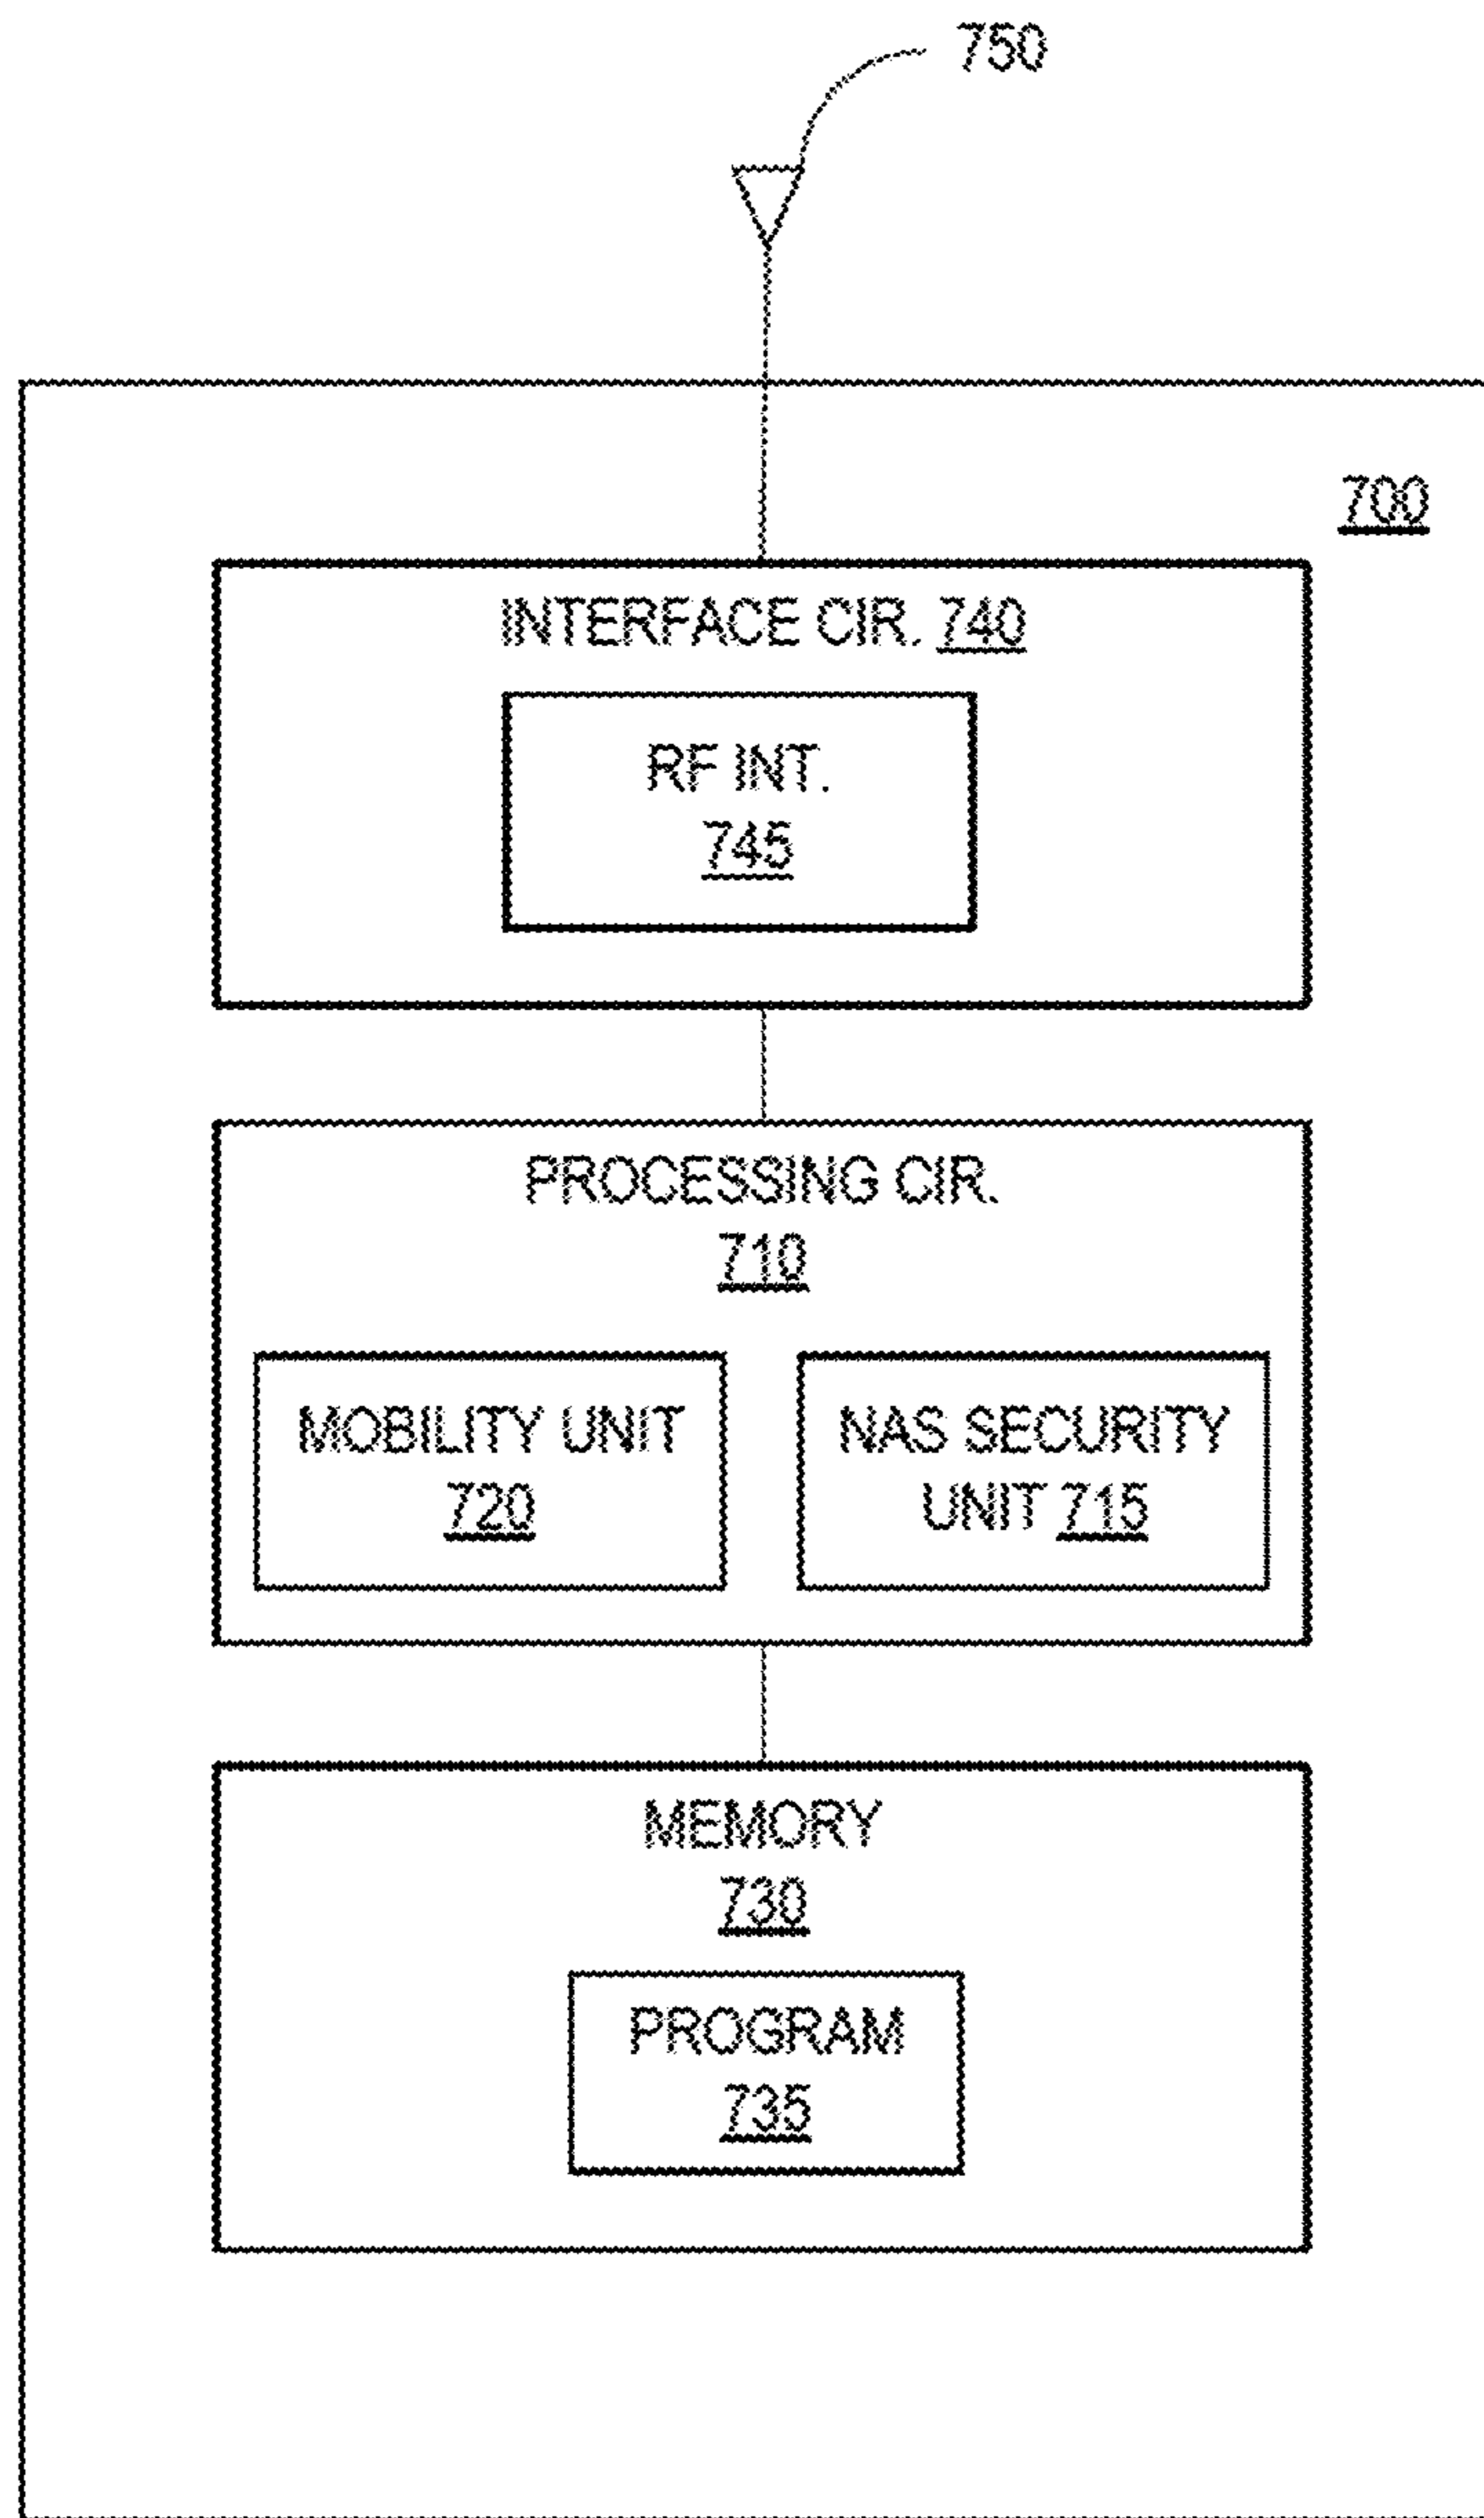 750
700
INTERFACE CIR. 740
RF INT.
745
PROCESSING CIR.
710
MOBILITY UNIT
720
NAS SECURITY
UNIT 715
MEMORY
730
PROGRAM
735